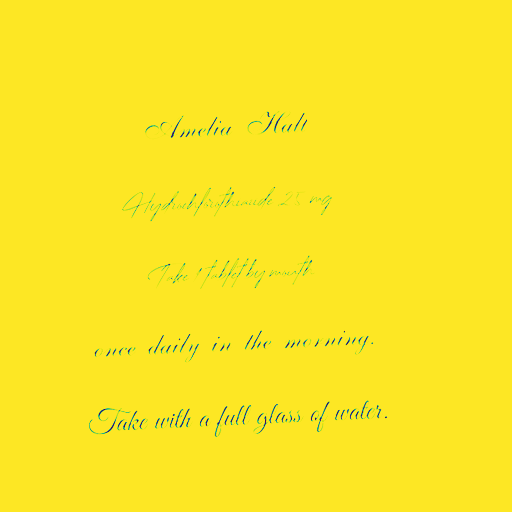 Amelia Hall
Hydrochlorothiazide 25 mg
Take 1 tablet by mouth
once daily in the morning.
Take with a full glass of water.